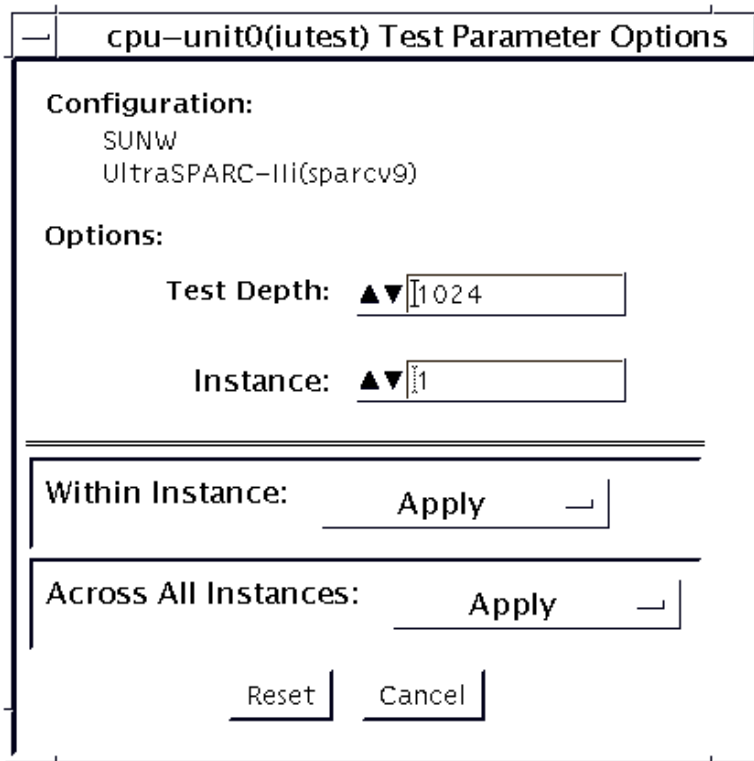 cpu−unit0(iutest) Test Parameter Options
Configuration:
SUNW
UltraSPARC−IIi(sparcv9)
Options:
Test Depth: 1024
Instance: 1
Within Instance: Apply
Across All Instances: Apply
Reset Cancel